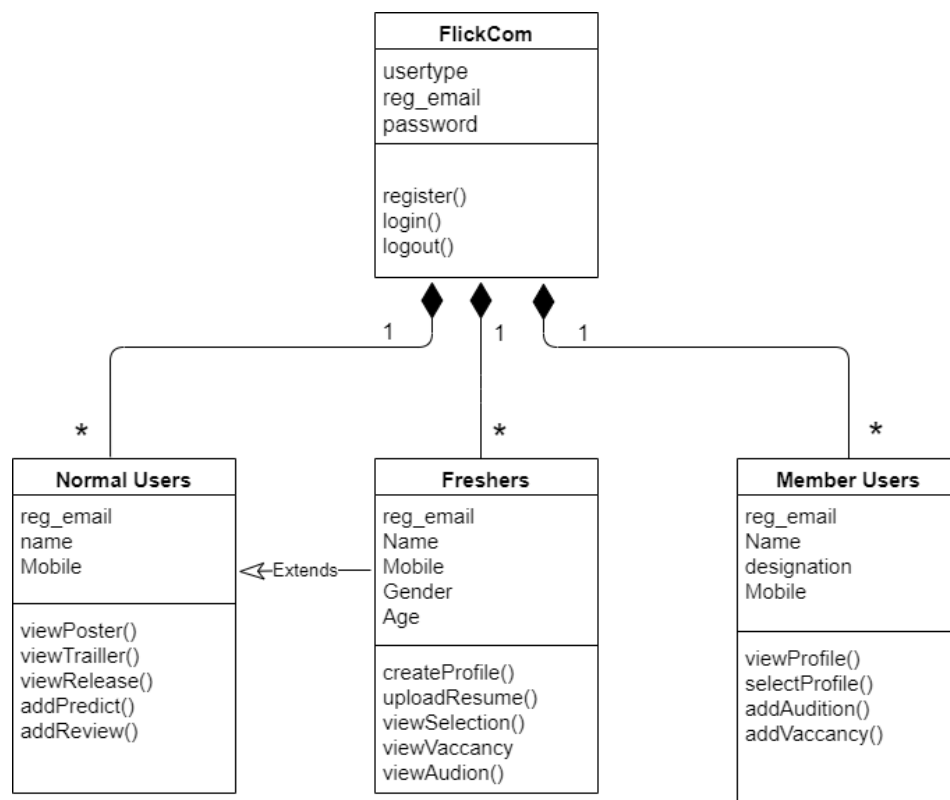 FlickCom
usertype
reg_email
password
register()
login()
logout()
1
1
1
*
*
*
Normal Users
reg_email
name
Mobile
viewPoster()
viewTrailler()
viewRelease()
addPredict()
addReview()
Extends
Freshers
reg_email
Name
Mobile
Gender
Age
createProfile()
uploadResume()
viewSelection()
viewVaccancy
viewAudion()
Member Users
reg_email
Name
designation
Mobile
viewProfile()
selectProfile()
addAudition()
addVaccancy()